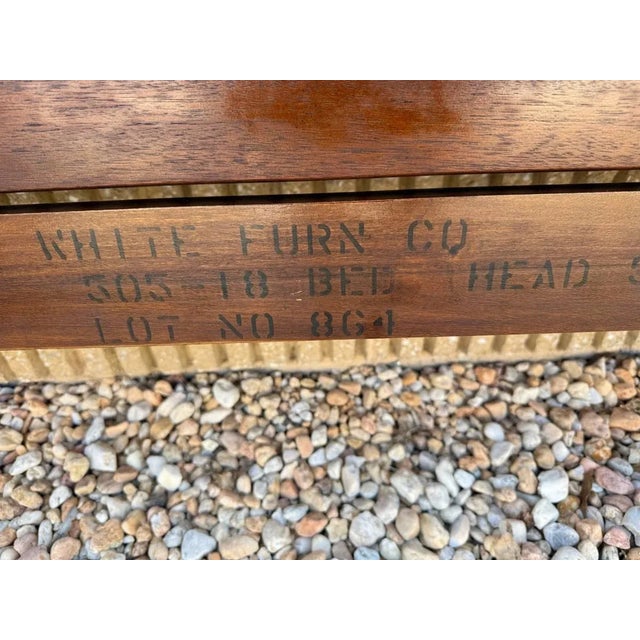 WHITE FURN CO
505-18 BED HEAD
LOT NO 864